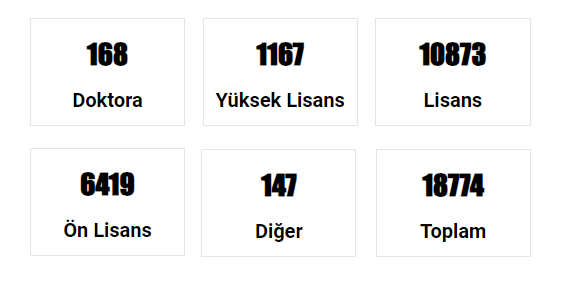 168
Doktora
1167
Yüksek Lisans
10873
Lisans
6419
Ön Lisans
147
Diğer
18774
Toplam